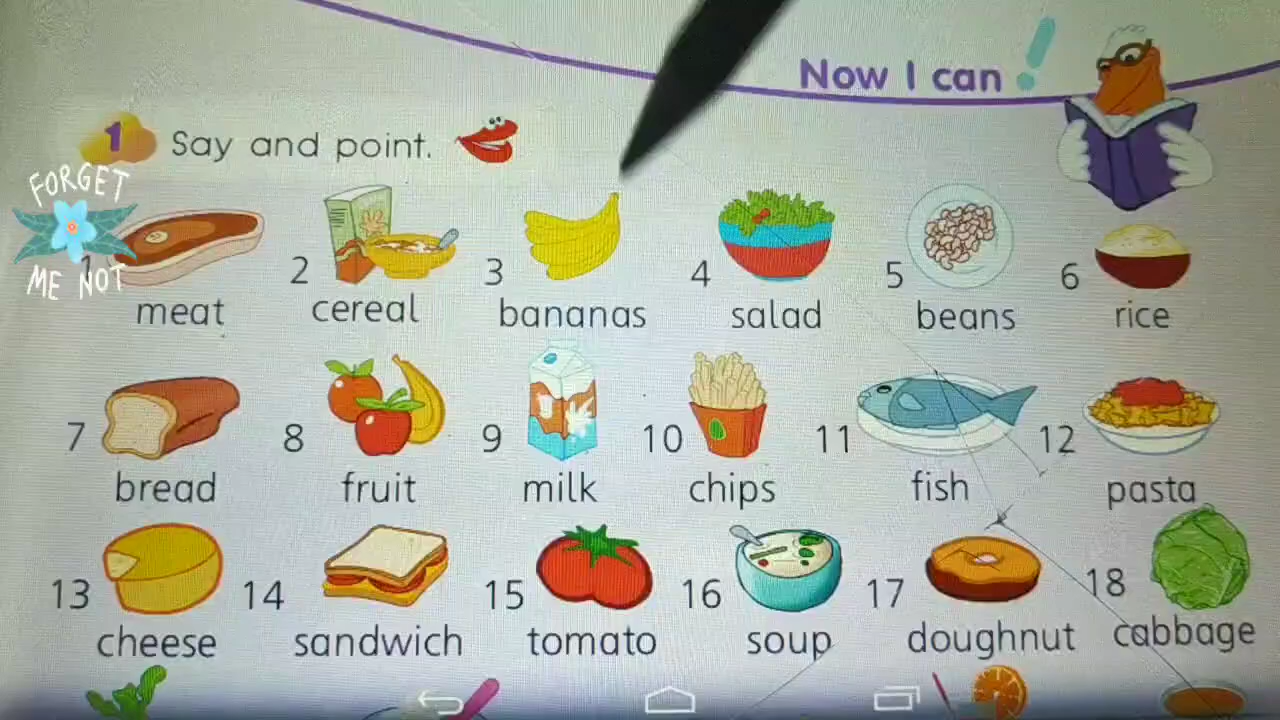 Now I can !
1 Say and point.
FORGET
ME NOT
1 2 3 4 5 6
meat cereal bananas salad beans rice
7 8 9 10 11 12
bread fruit milk chips fish pasta
13 14 15 16 17 18
cheese sandwich tomato soup doughnut cabbage